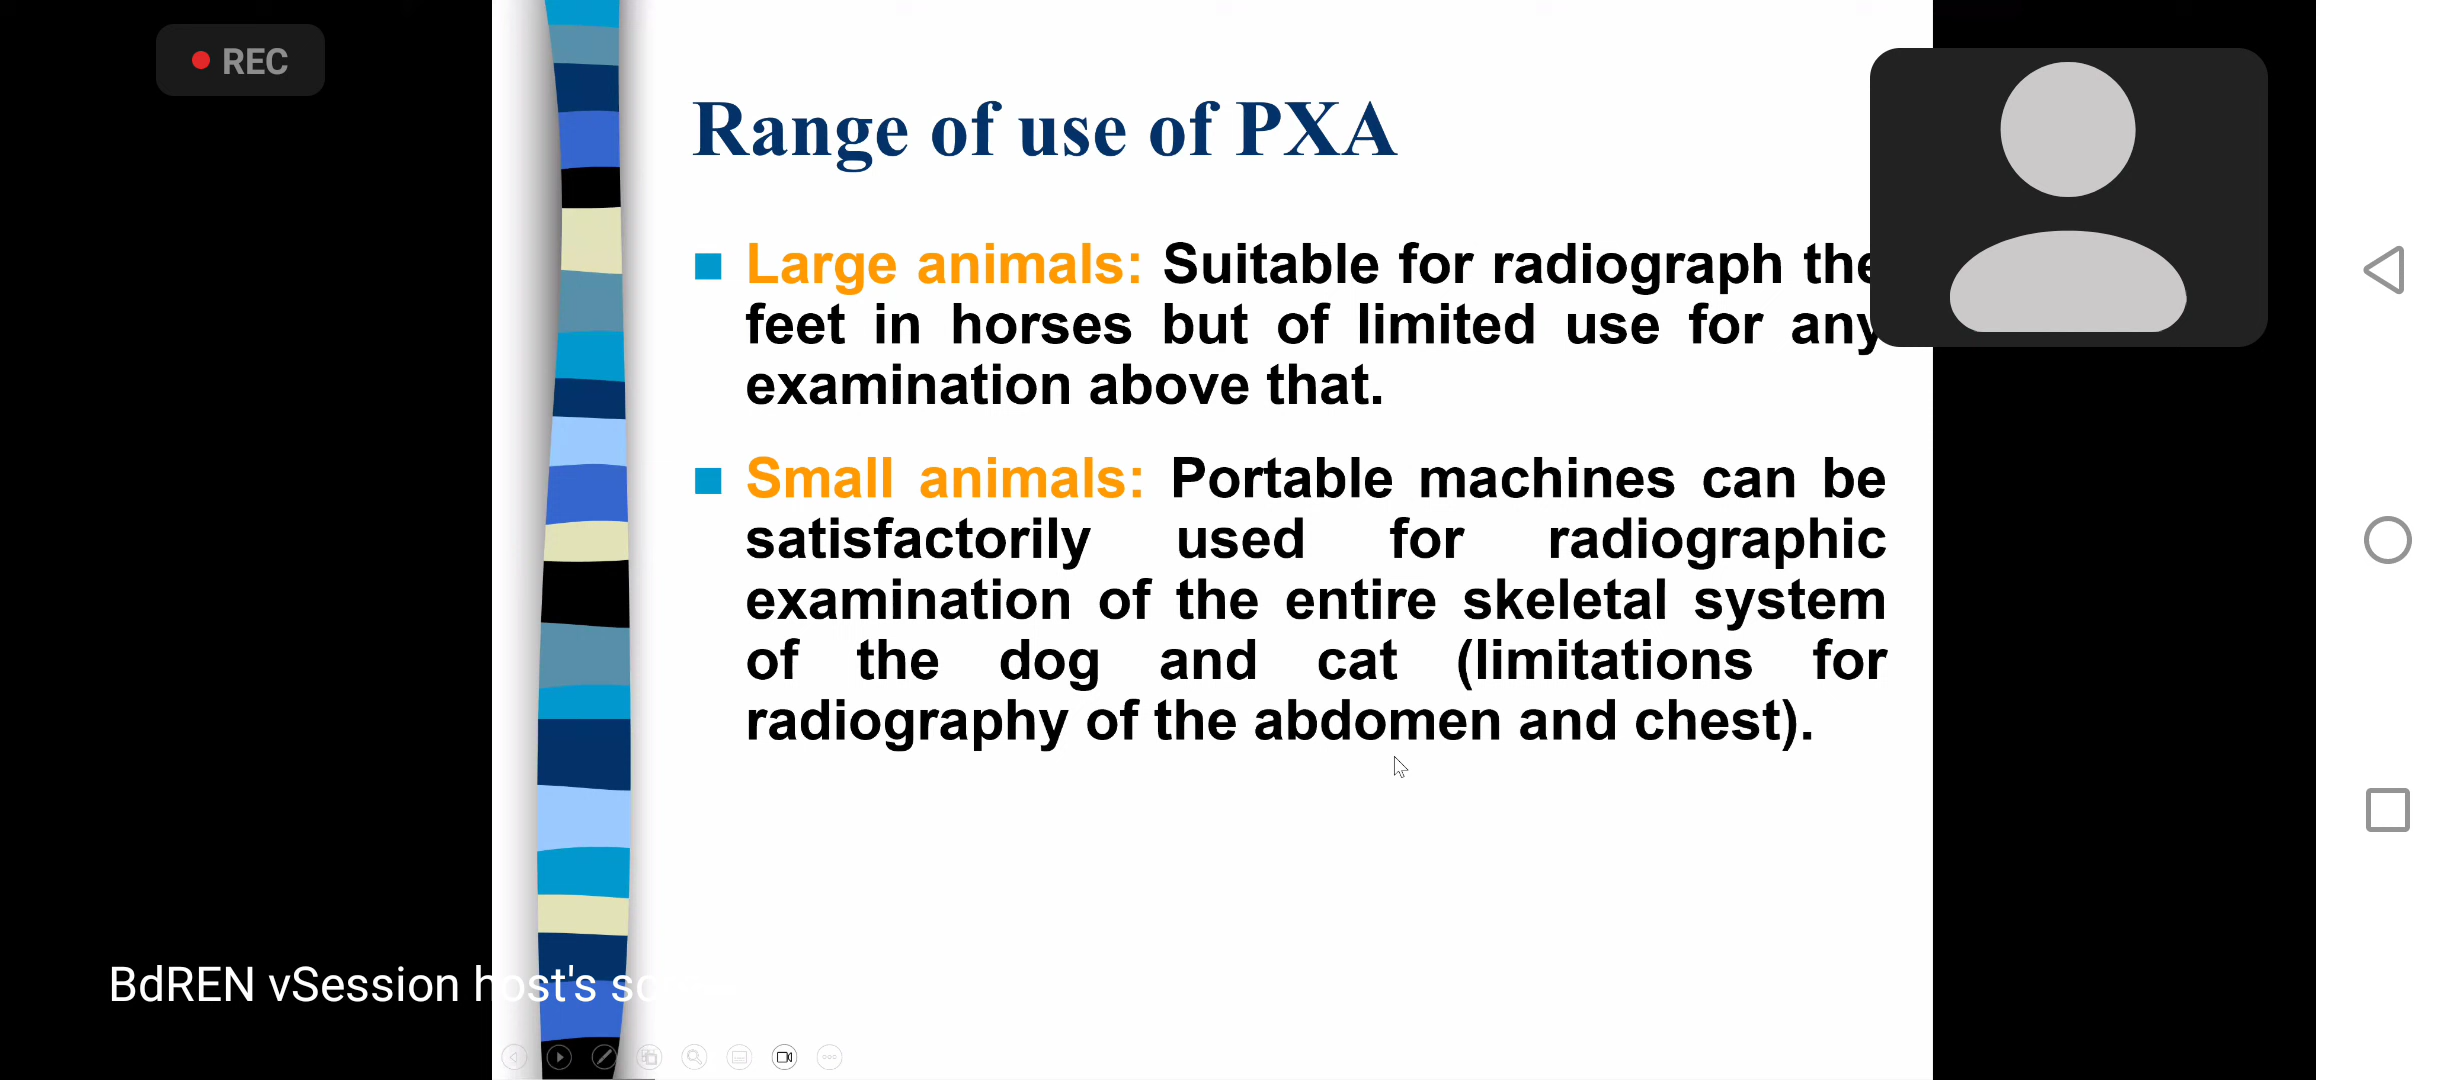 REC
Range of use of PXA
Large animals: Suitable for radiograph the
feet in horses but of limited use for any
examination above that.
Small animals: Portable machines can be
satisfactorily used for radiographic
examination of the entire skeletal system
of the dog and cat (limitations for
radiography of the abdomen and chest).
BdREN vSession host's